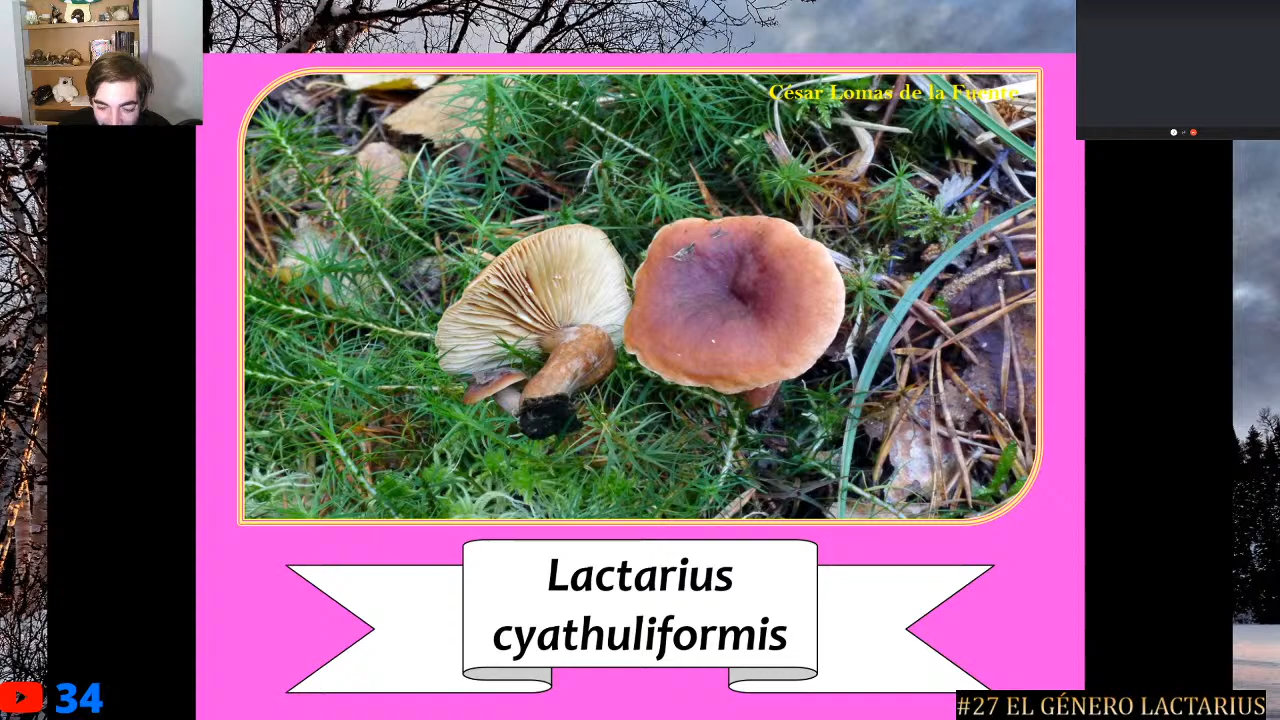 César Lomas de la Fuente
Lactarius
cyathuliformis
34
#27 EL GÉNERO LACTARIUS